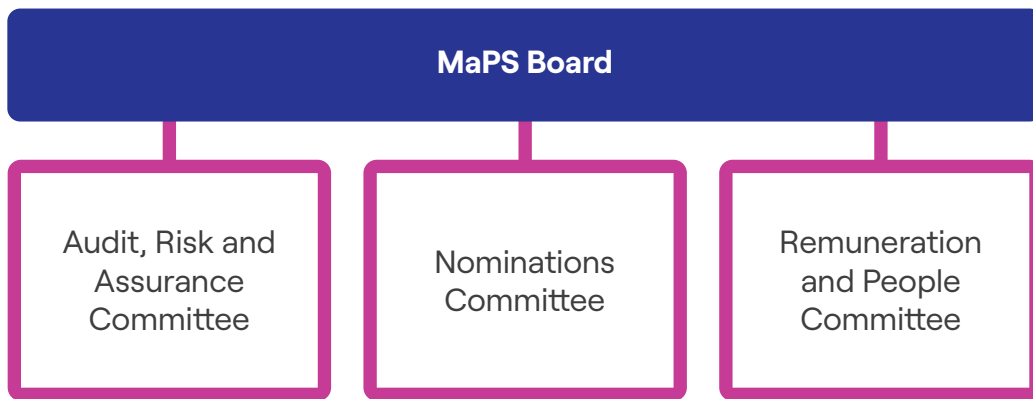 MaPS Board
Audit, Risk and
Assurance
Committee
Nominations
Committee
Remuneration
and People
Committee